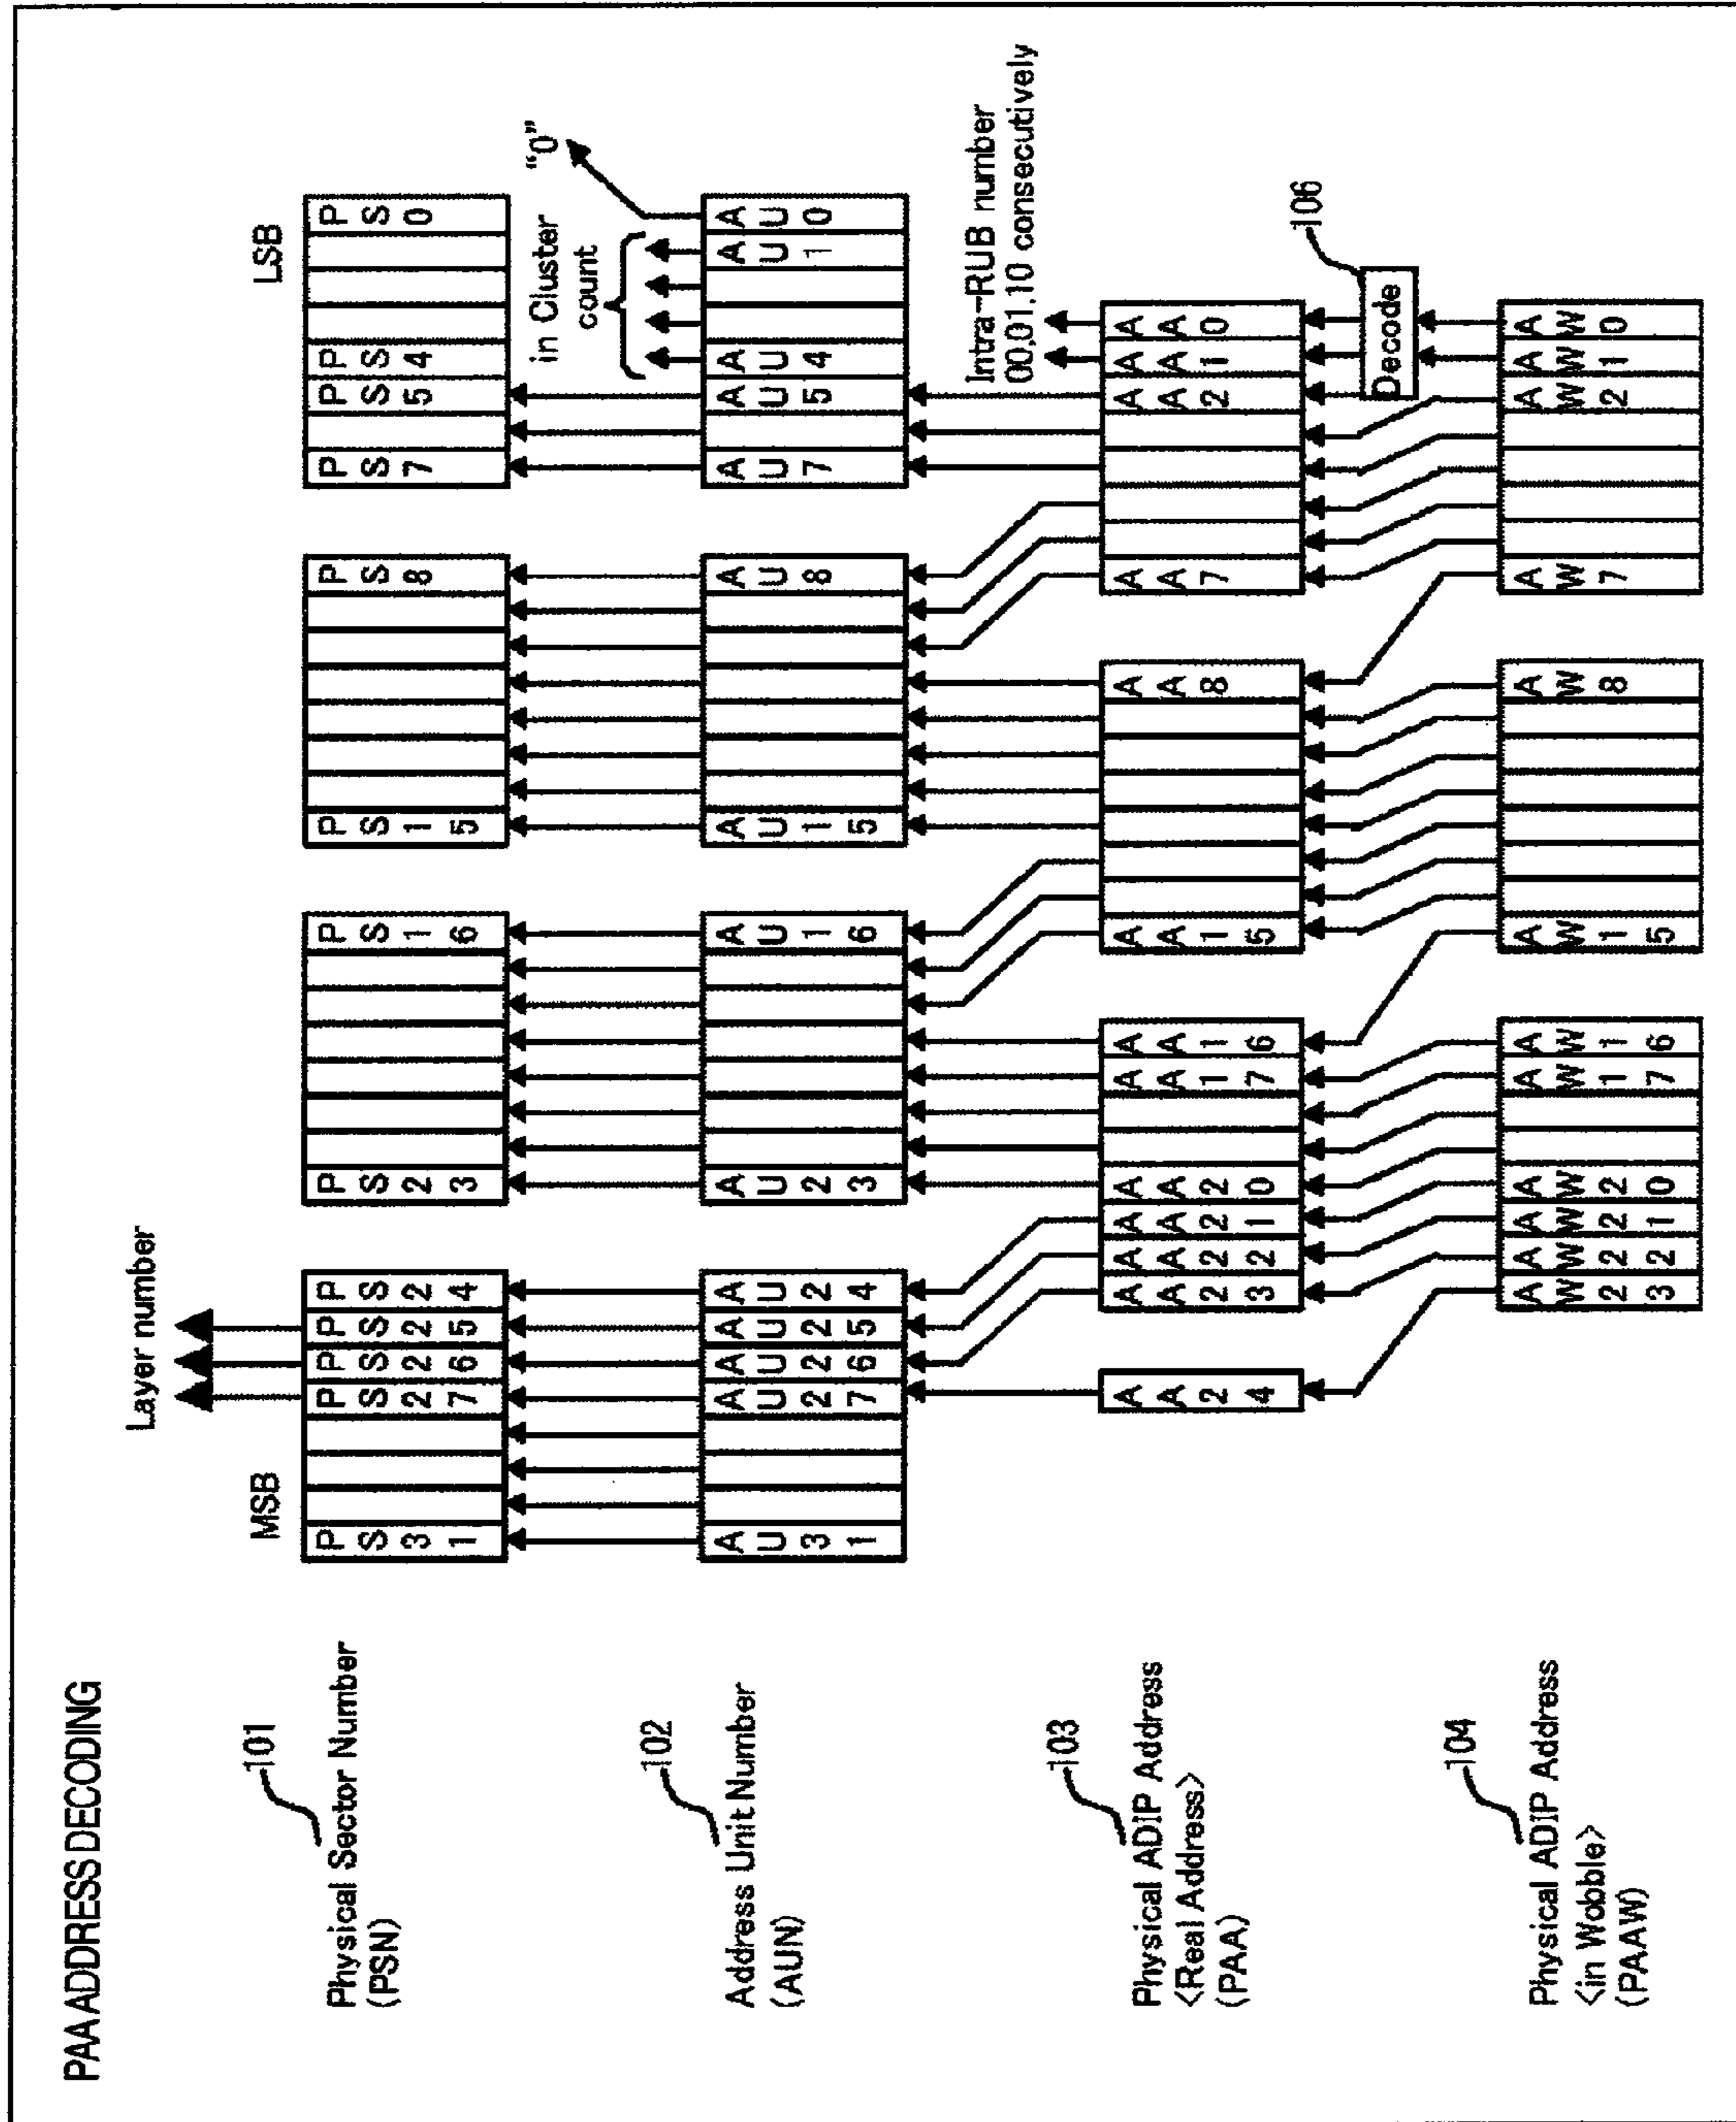 PAA ADDRESS DECODING
Layer number
MSB
LSB
101
Physical Sector Number
(PSN)
PS31
PS27
PS26
PS25
PS24
PS23
PS16
PS15
PS8
PS7
PS5
PS4
PS0
in Cluster
count
"0"
102
Address Unit Number
(AUN)
AU31
AU27
AU26
AU25
AU24
AU23
AU16
AU15
AU8
AU7
AU5
AU4
AU1
AU0
Intra-RUB number
00,01,10 consecutively
103
Physical ADIP Address
<Real Address>
(PAA)
AA24
AA23
AA22
AA21
AA20
AA17
AA16
AA15
AA8
AA7
AA2
AA1
AA0
Decode
106
104
Physical ADIP Address
<in Wobble>
(PAAW)
AW23
AW22
AW21
AW20
AW17
AW16
AW15
AW8
AW7
AW2
AW1
AW0